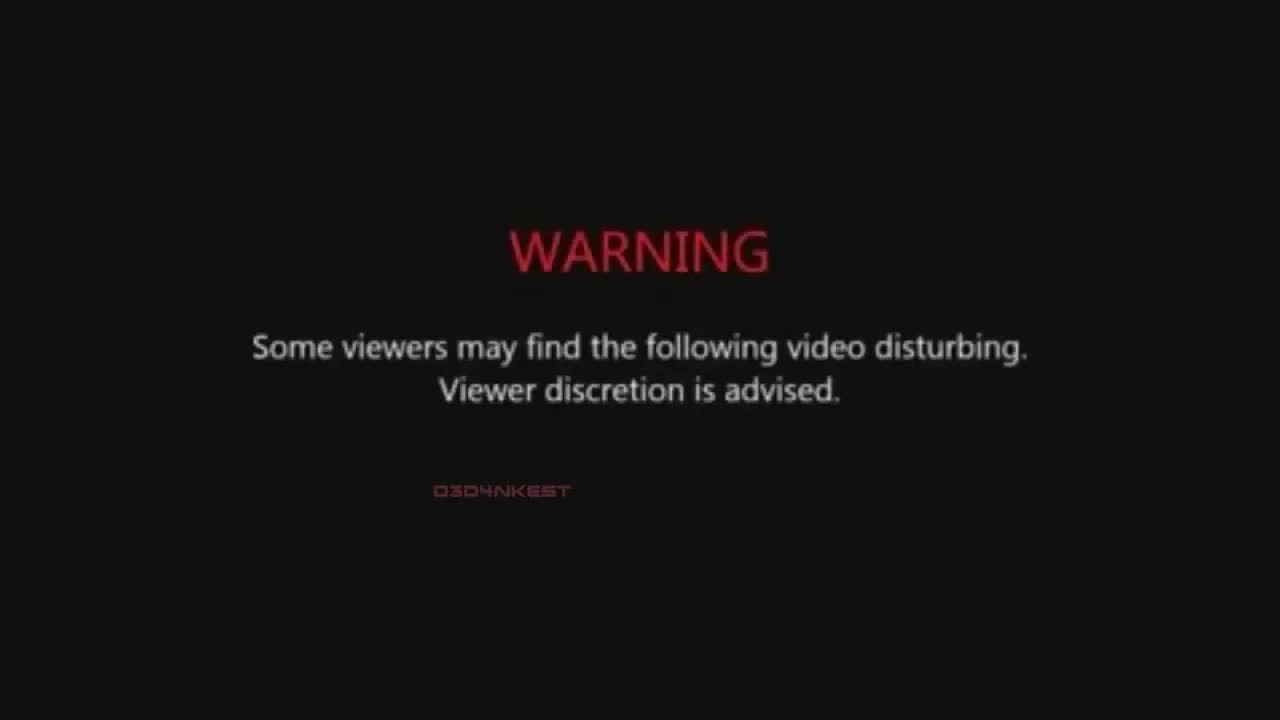 WARNING
Some viewers may find the following video disturbing.
Viewer discretion is advised.
D3D4NKEST